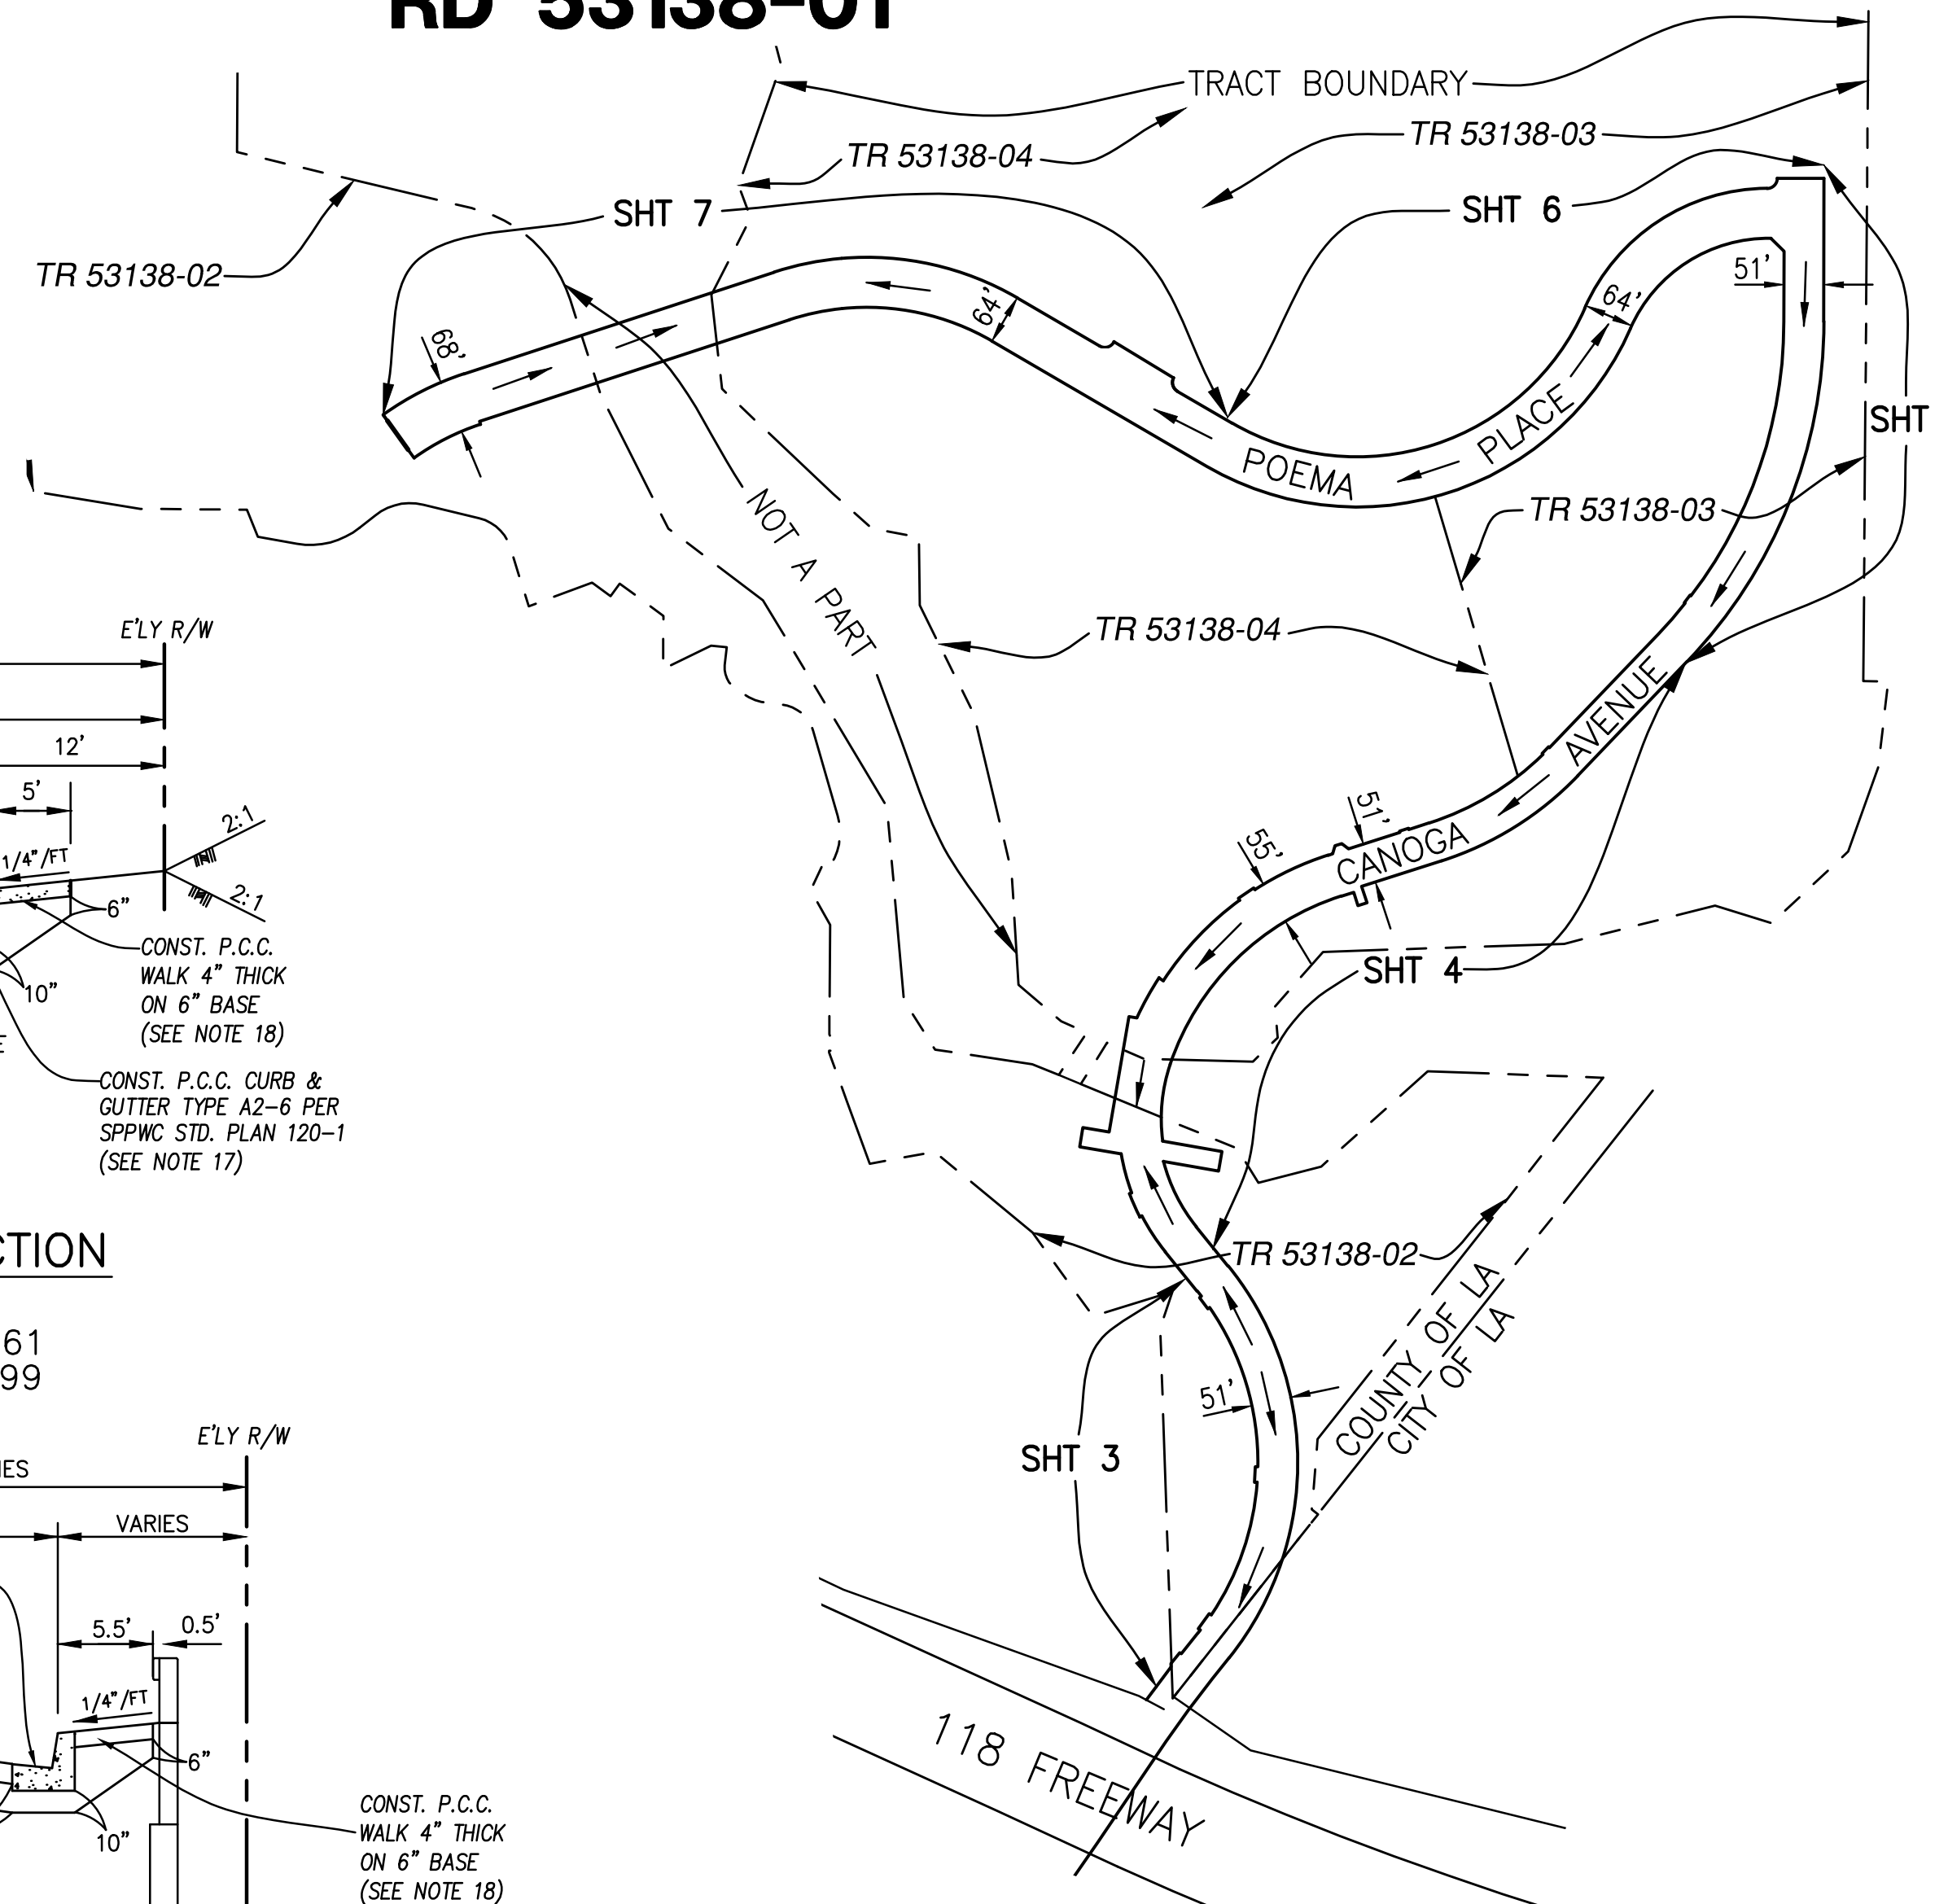 RD 53138-01
TRACT BOUNDARY
TR 53138-04
TR 53138-03
SHT 7
SHT 6
TR 53138-02
51'
64'
64'
68'
SHT
PLACE
POEMA
NOT A PART
TR 53138-03
TR 53138-04
E'LY R/W
12'
5'
2:1
1/4"/FT
2:1
6"
CONST. P.C.C.
WALK 4" THICK
ON 6" BASE
(SEE NOTE 18)
10"
E
CONST. P.C.C. CURB &
GUTTER TYPE A2-6 PER
SPPWC STD. PLAN 120-1
(SEE NOTE 17)
AVENUE
CANOGA
51'
55'
SHT 4
TR 53138-02
COUNTY OF LA
CITY OF LA
51'
SHT 3
118 FREEWAY
CTION
61
99
E'LY R/W
IES
VARIES
5.5'
0.5'
1/4"/FT
6"
10"
CONST. P.C.C.
WALK 4" THICK
ON 6" BASE
(SEE NOTE 18)